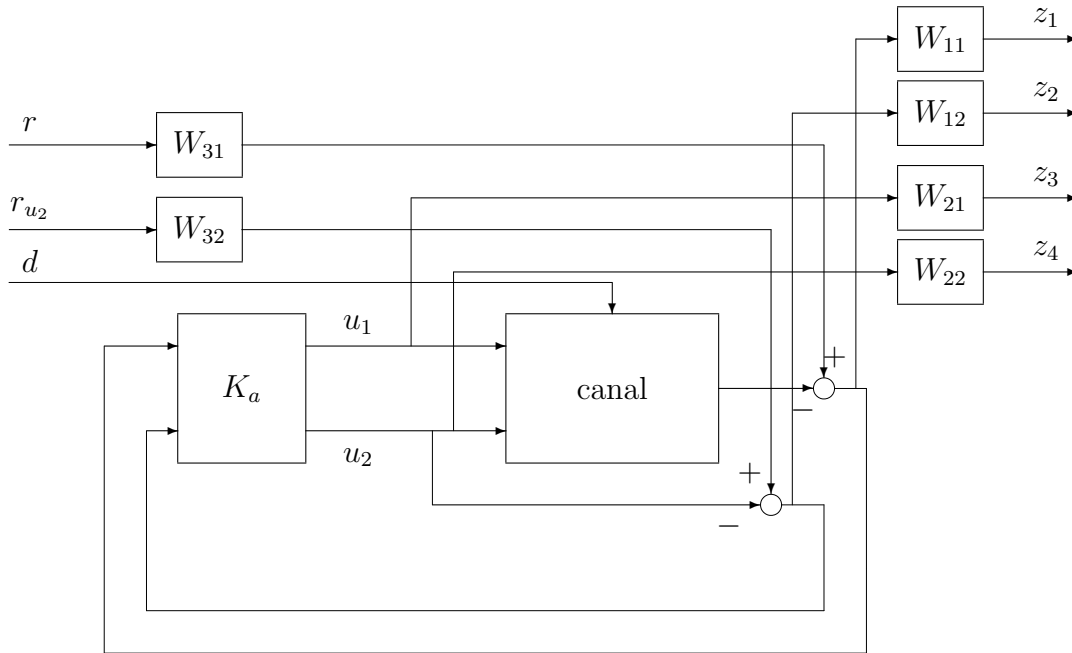 W₁₁ z₁
W₁₂ z₂
r W₃₁
W₂₁ z₃
r_{u₂} W₃₂
W₂₂ z₄
d
u₁
K_a canal
+
−
u₂
+
−